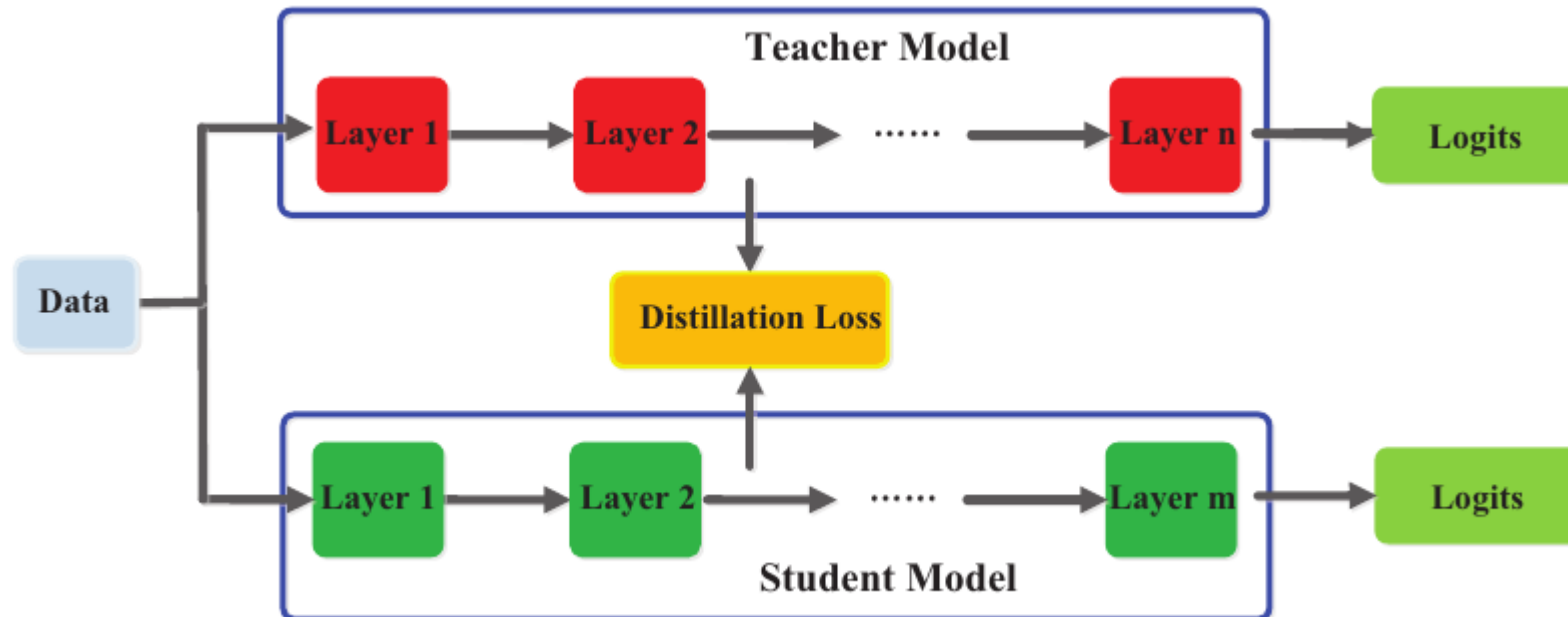 Teacher Model
Layer 1
Layer 2
......
Layer n
Logits
Data
Distillation Loss
Layer 1
Layer 2
......
Layer m
Logits
Student Model